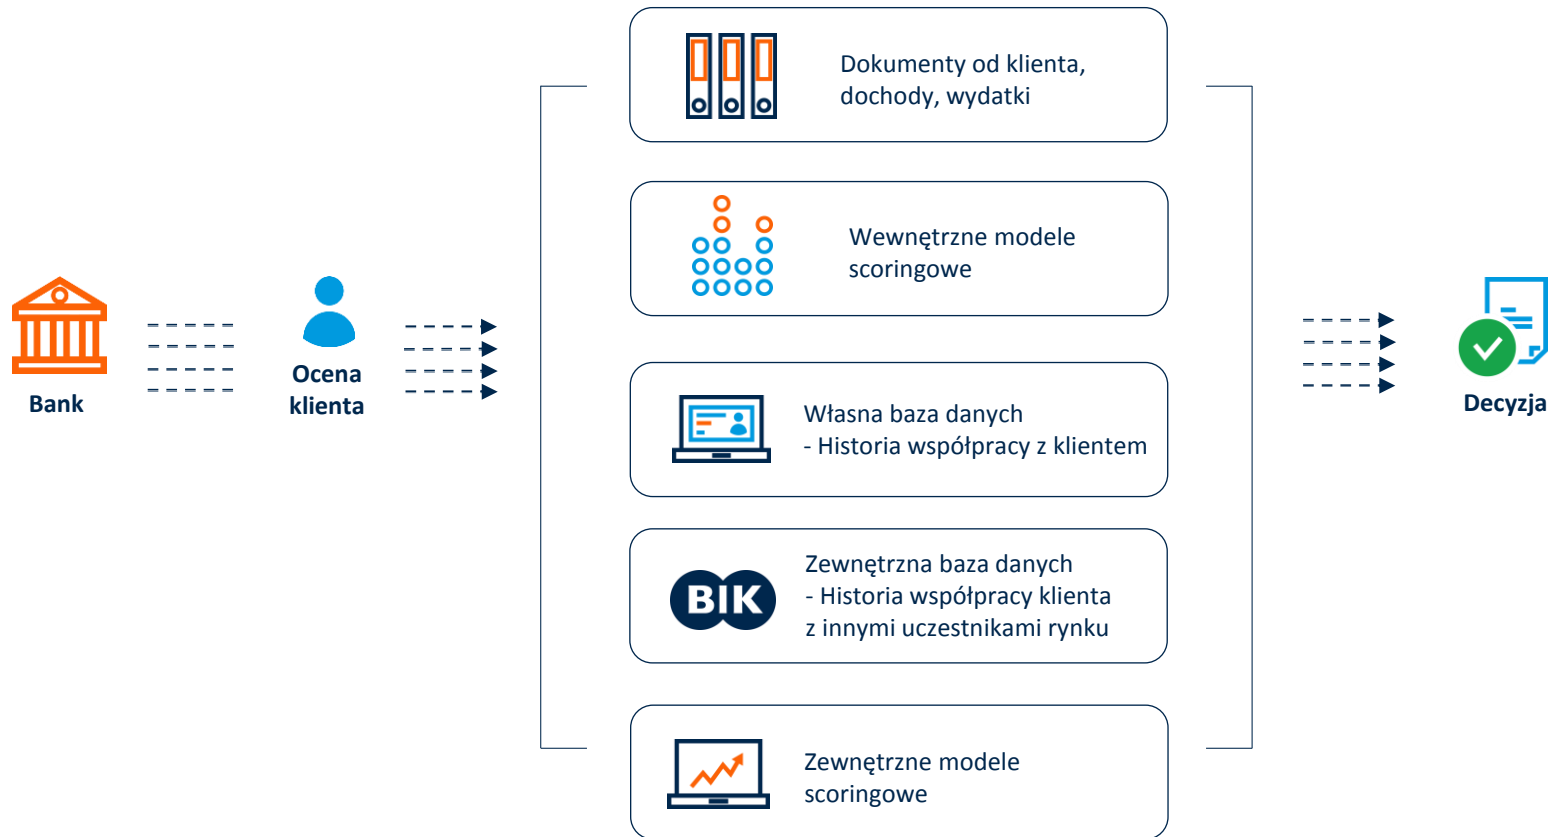 Bank
Ocena
klienta
Dokumenty od klienta,
dochody, wydatki
Wewnętrzne modele
scoringowe
Własna baza danych
- Historia współpracy z klientem
BIK
Zewnętrzna baza danych
- Historia współpracy klienta
z innymi uczestnikami rynku
Zewnętrzne modele
scoringowe
Decyzja